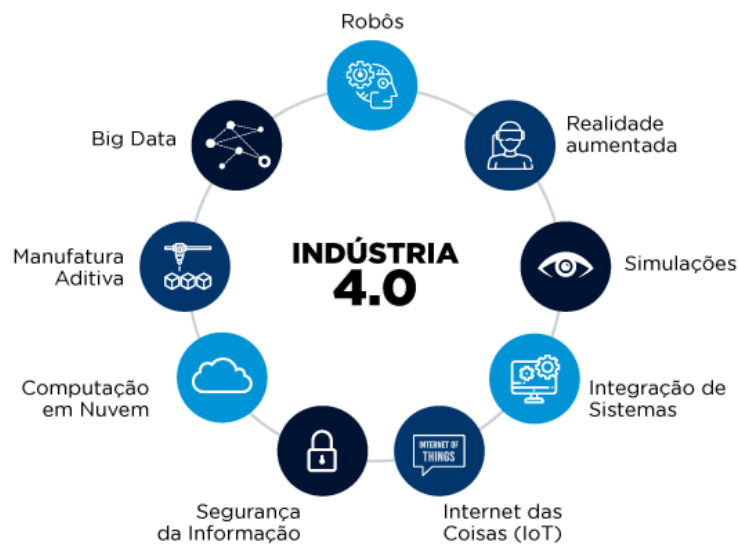 Robôs
Realidade
aumentada
Big Data
Manufatura
Aditiva
INDÚSTRIA
4.0
Simulações
Computação
em Nuvem
Integração de
Sistemas
INTERNET OF
THINGS
Segurança
da Informação
Internet das
Coisas (IoT)